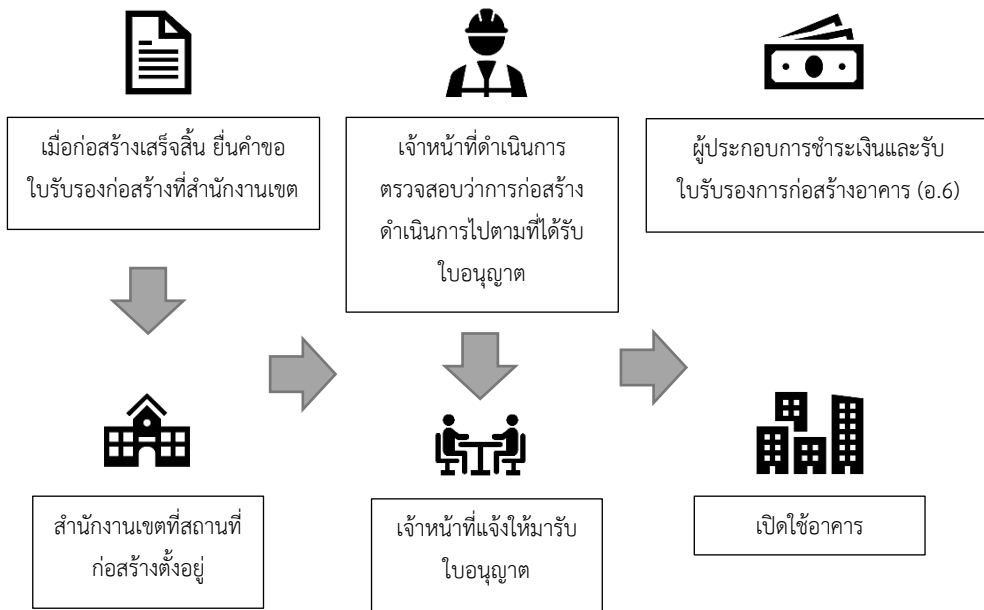 เมื่อก่อสร้างเสร็จสิ้น ยื่นคำขอ
ใบรับรองก่อสร้างที่สำนักงานเขต
เจ้าหน้าที่ดำเนินการ
ตรวจสอบว่าการก่อสร้าง
ดำเนินการไปตามที่ได้รับ
ใบอนุญาต
ผู้ประกอบการชำระเงินและรับ
ใบรับรองการก่อสร้างอาคาร (อ.6)
สำนักงานเขตที่สถานที่
ก่อสร้างตั้งอยู่
เจ้าหน้าที่แจ้งให้มารับ
ใบอนุญาต
เปิดใช้อาคาร